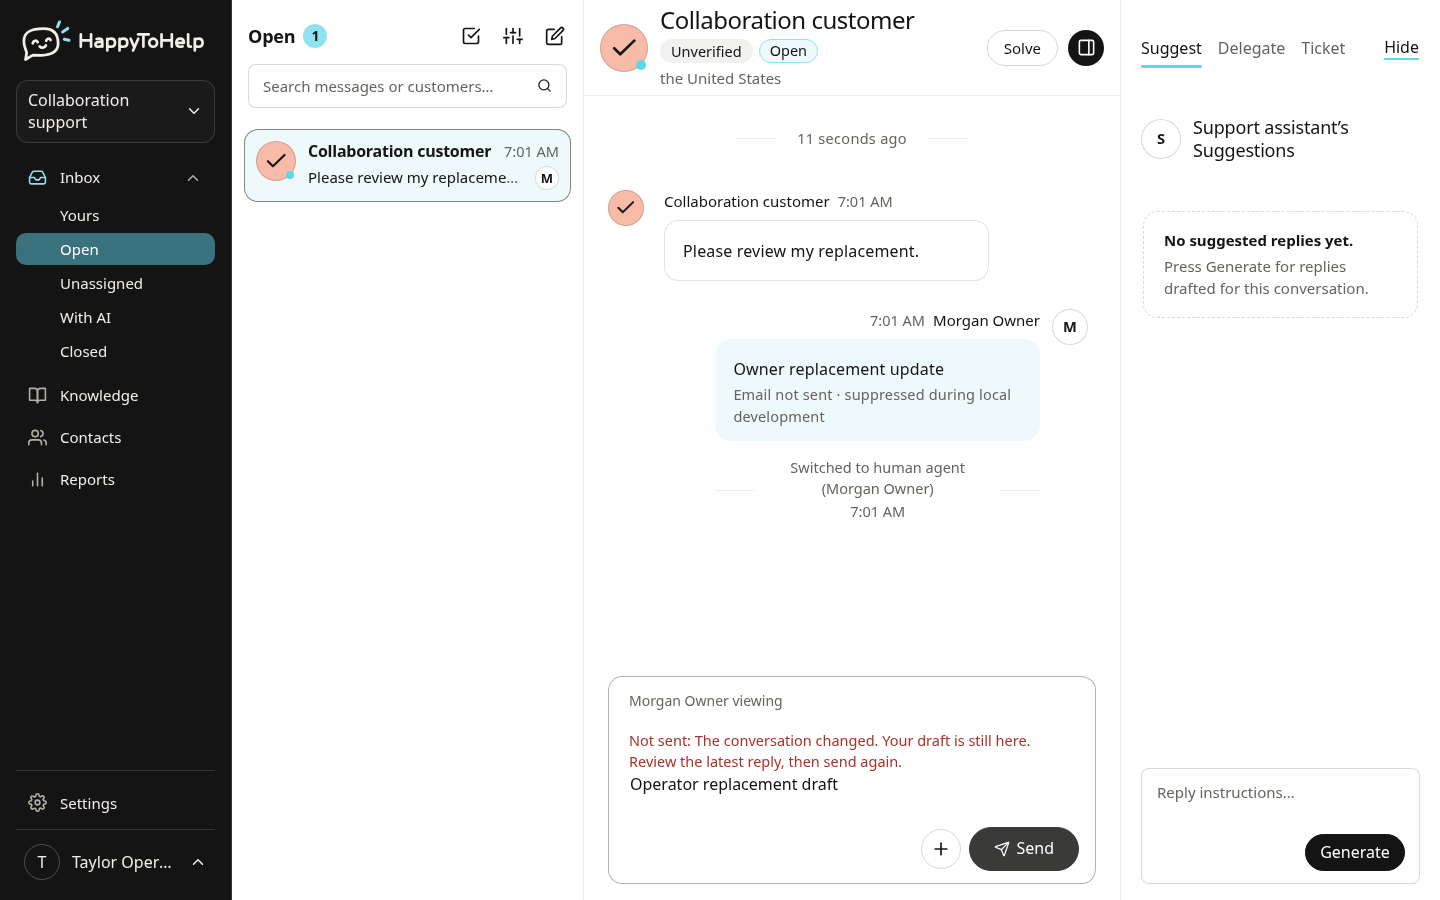 HappyToHelp
Collaboration
support
Inbox
Yours
Open
Unassigned
With AI
Closed
Knowledge
Contacts
Reports
Settings
T
Taylor Oper...
Open 1
Search messages or customers...
Collaboration customer 7:01 AM
Please review my replaceme... M
Collaboration customer
Unverified Open
the United States
Solve
11 seconds ago
Collaboration customer 7:01 AM
Please review my replacement.
7:01 AM Morgan Owner M
Owner replacement update
Email not sent · suppressed during local
development
Switched to human agent
(Morgan Owner)
7:01 AM
Morgan Owner viewing
Not sent: The conversation changed. Your draft is still here.
Review the latest reply, then send again.
Operator replacement draft
Send
Suggest Delegate Ticket Hide
S
Support assistant’s
Suggestions
No suggested replies yet.
Press Generate for replies
drafted for this conversation.
Reply instructions...
Generate